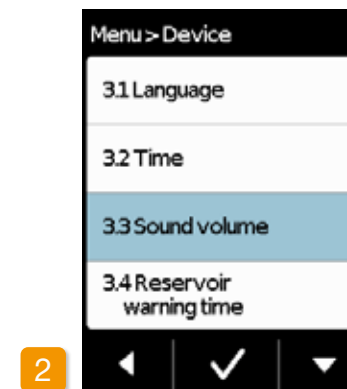 Menu > Device
3.1 Language
3.2 Time
3.3 Sound volume
3.4 Reservoir
warning time
2